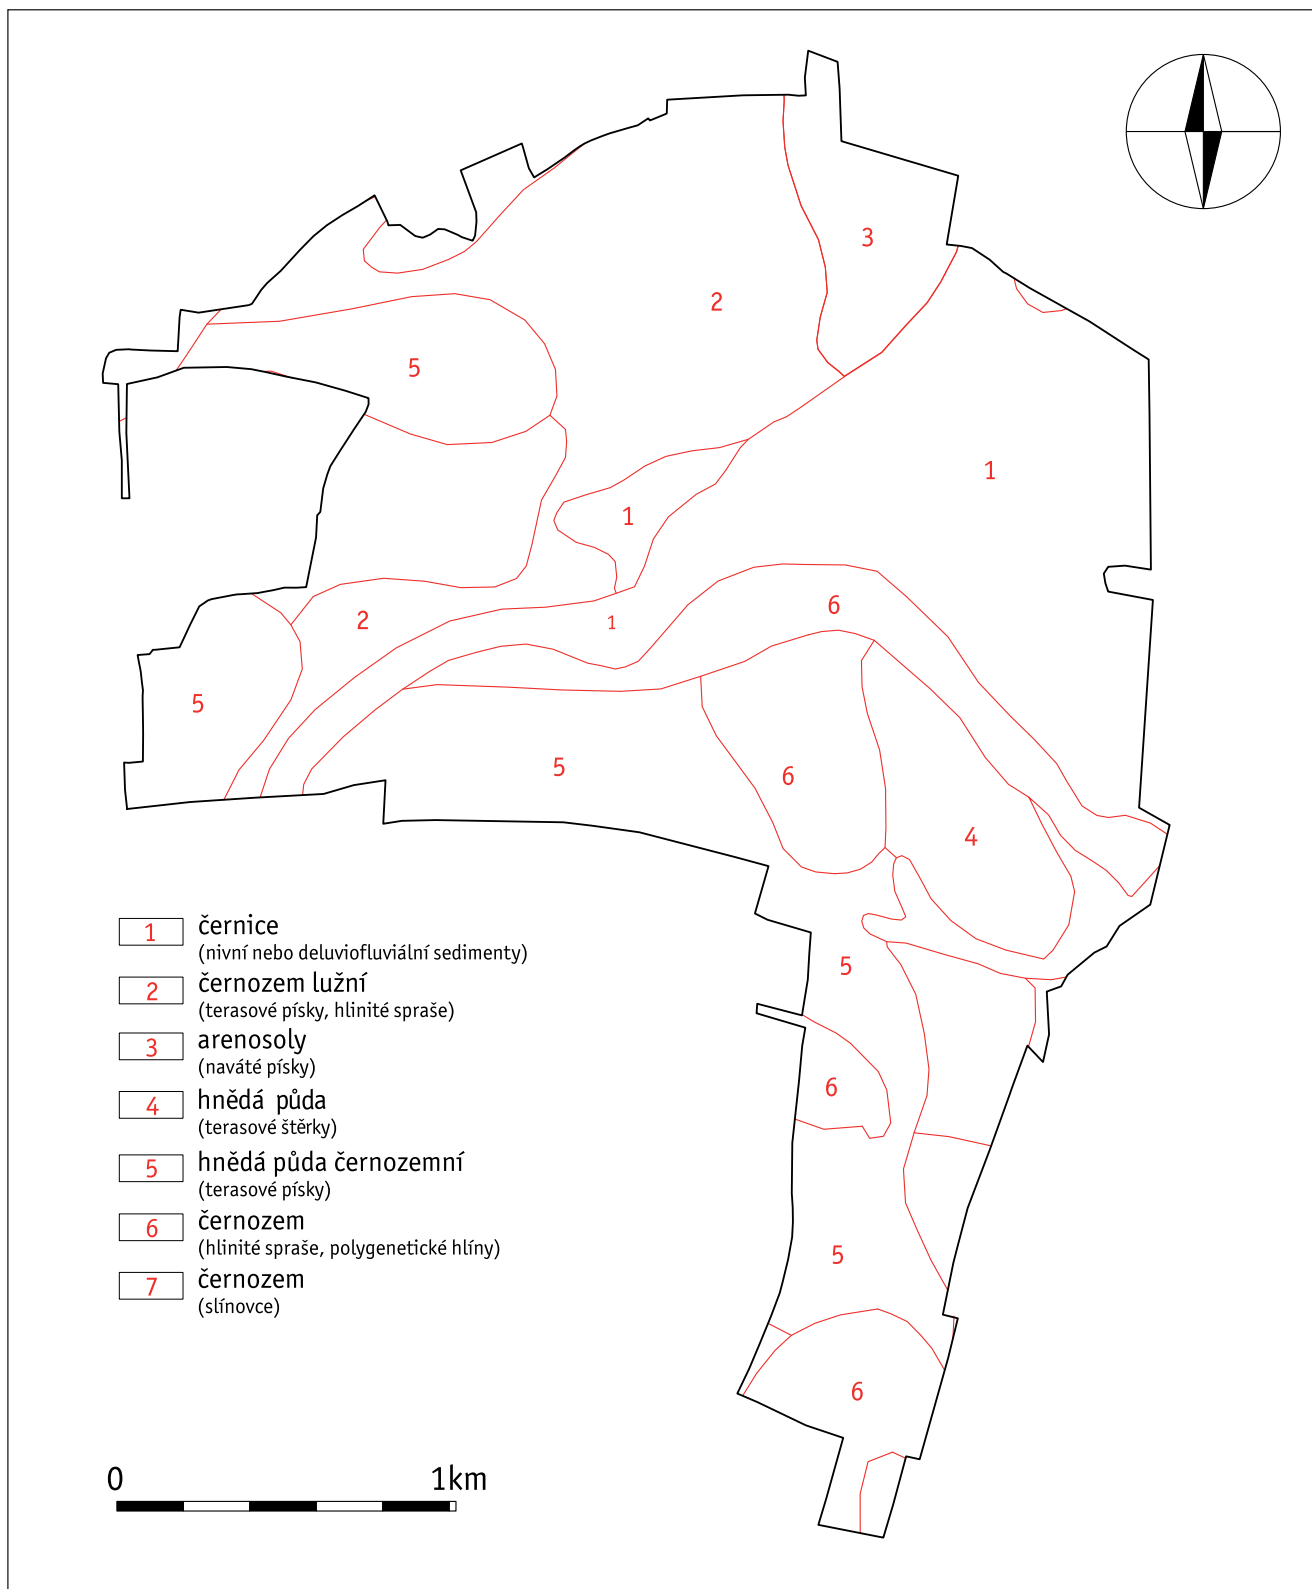 3
2
5
1
1
6
2
1
5
5
6
4
5
6
5
6
1 černice
(nivní nebo deluviofluviální sedimenty)
2 černozem lužní
(terasové písky, hlinité spraše)
3 arenosoly
(naváté písky)
4 hnědá půda
(terasové štěrky)
5 hnědá půda černozemní
(terasové písky)
6 černozem
(hlinité spraše, polygenetické hlíny)
7 černozem
(slínovce)
0 1km